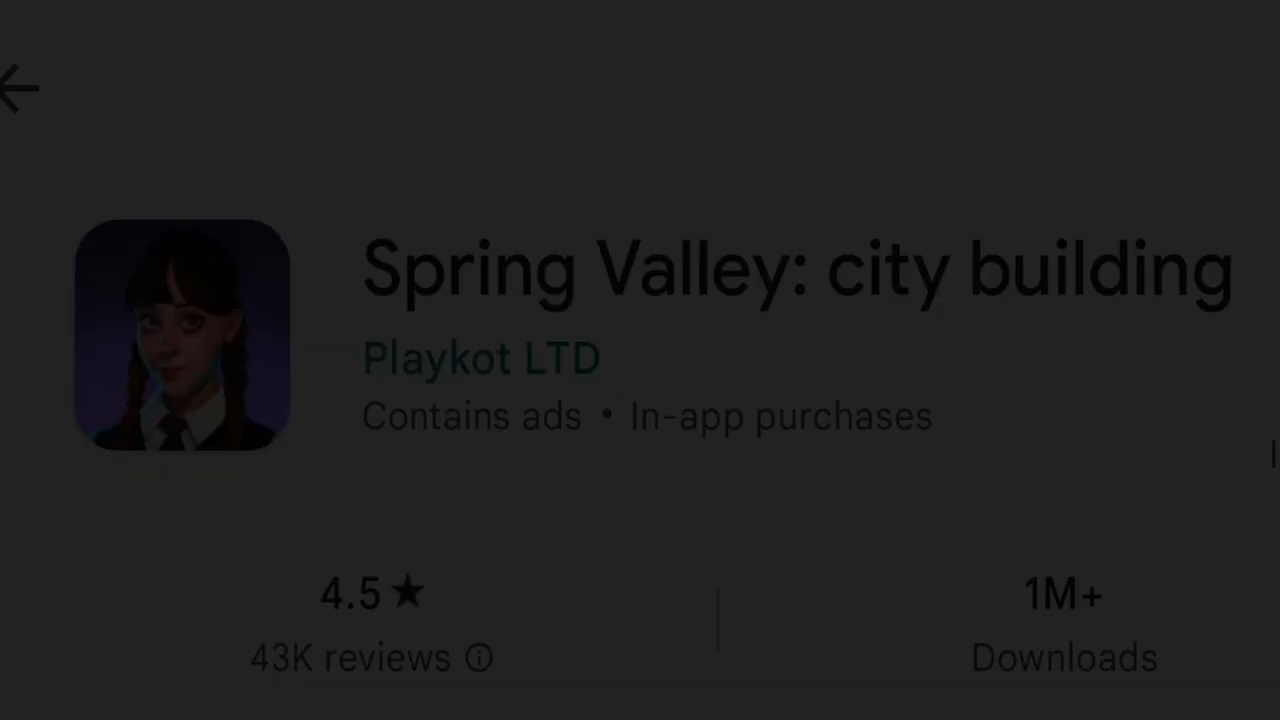 Spring Valley: city building
Playkot LTD
Contains ads • In-app purchases
4.5★
43K reviews
1M+
Downloads